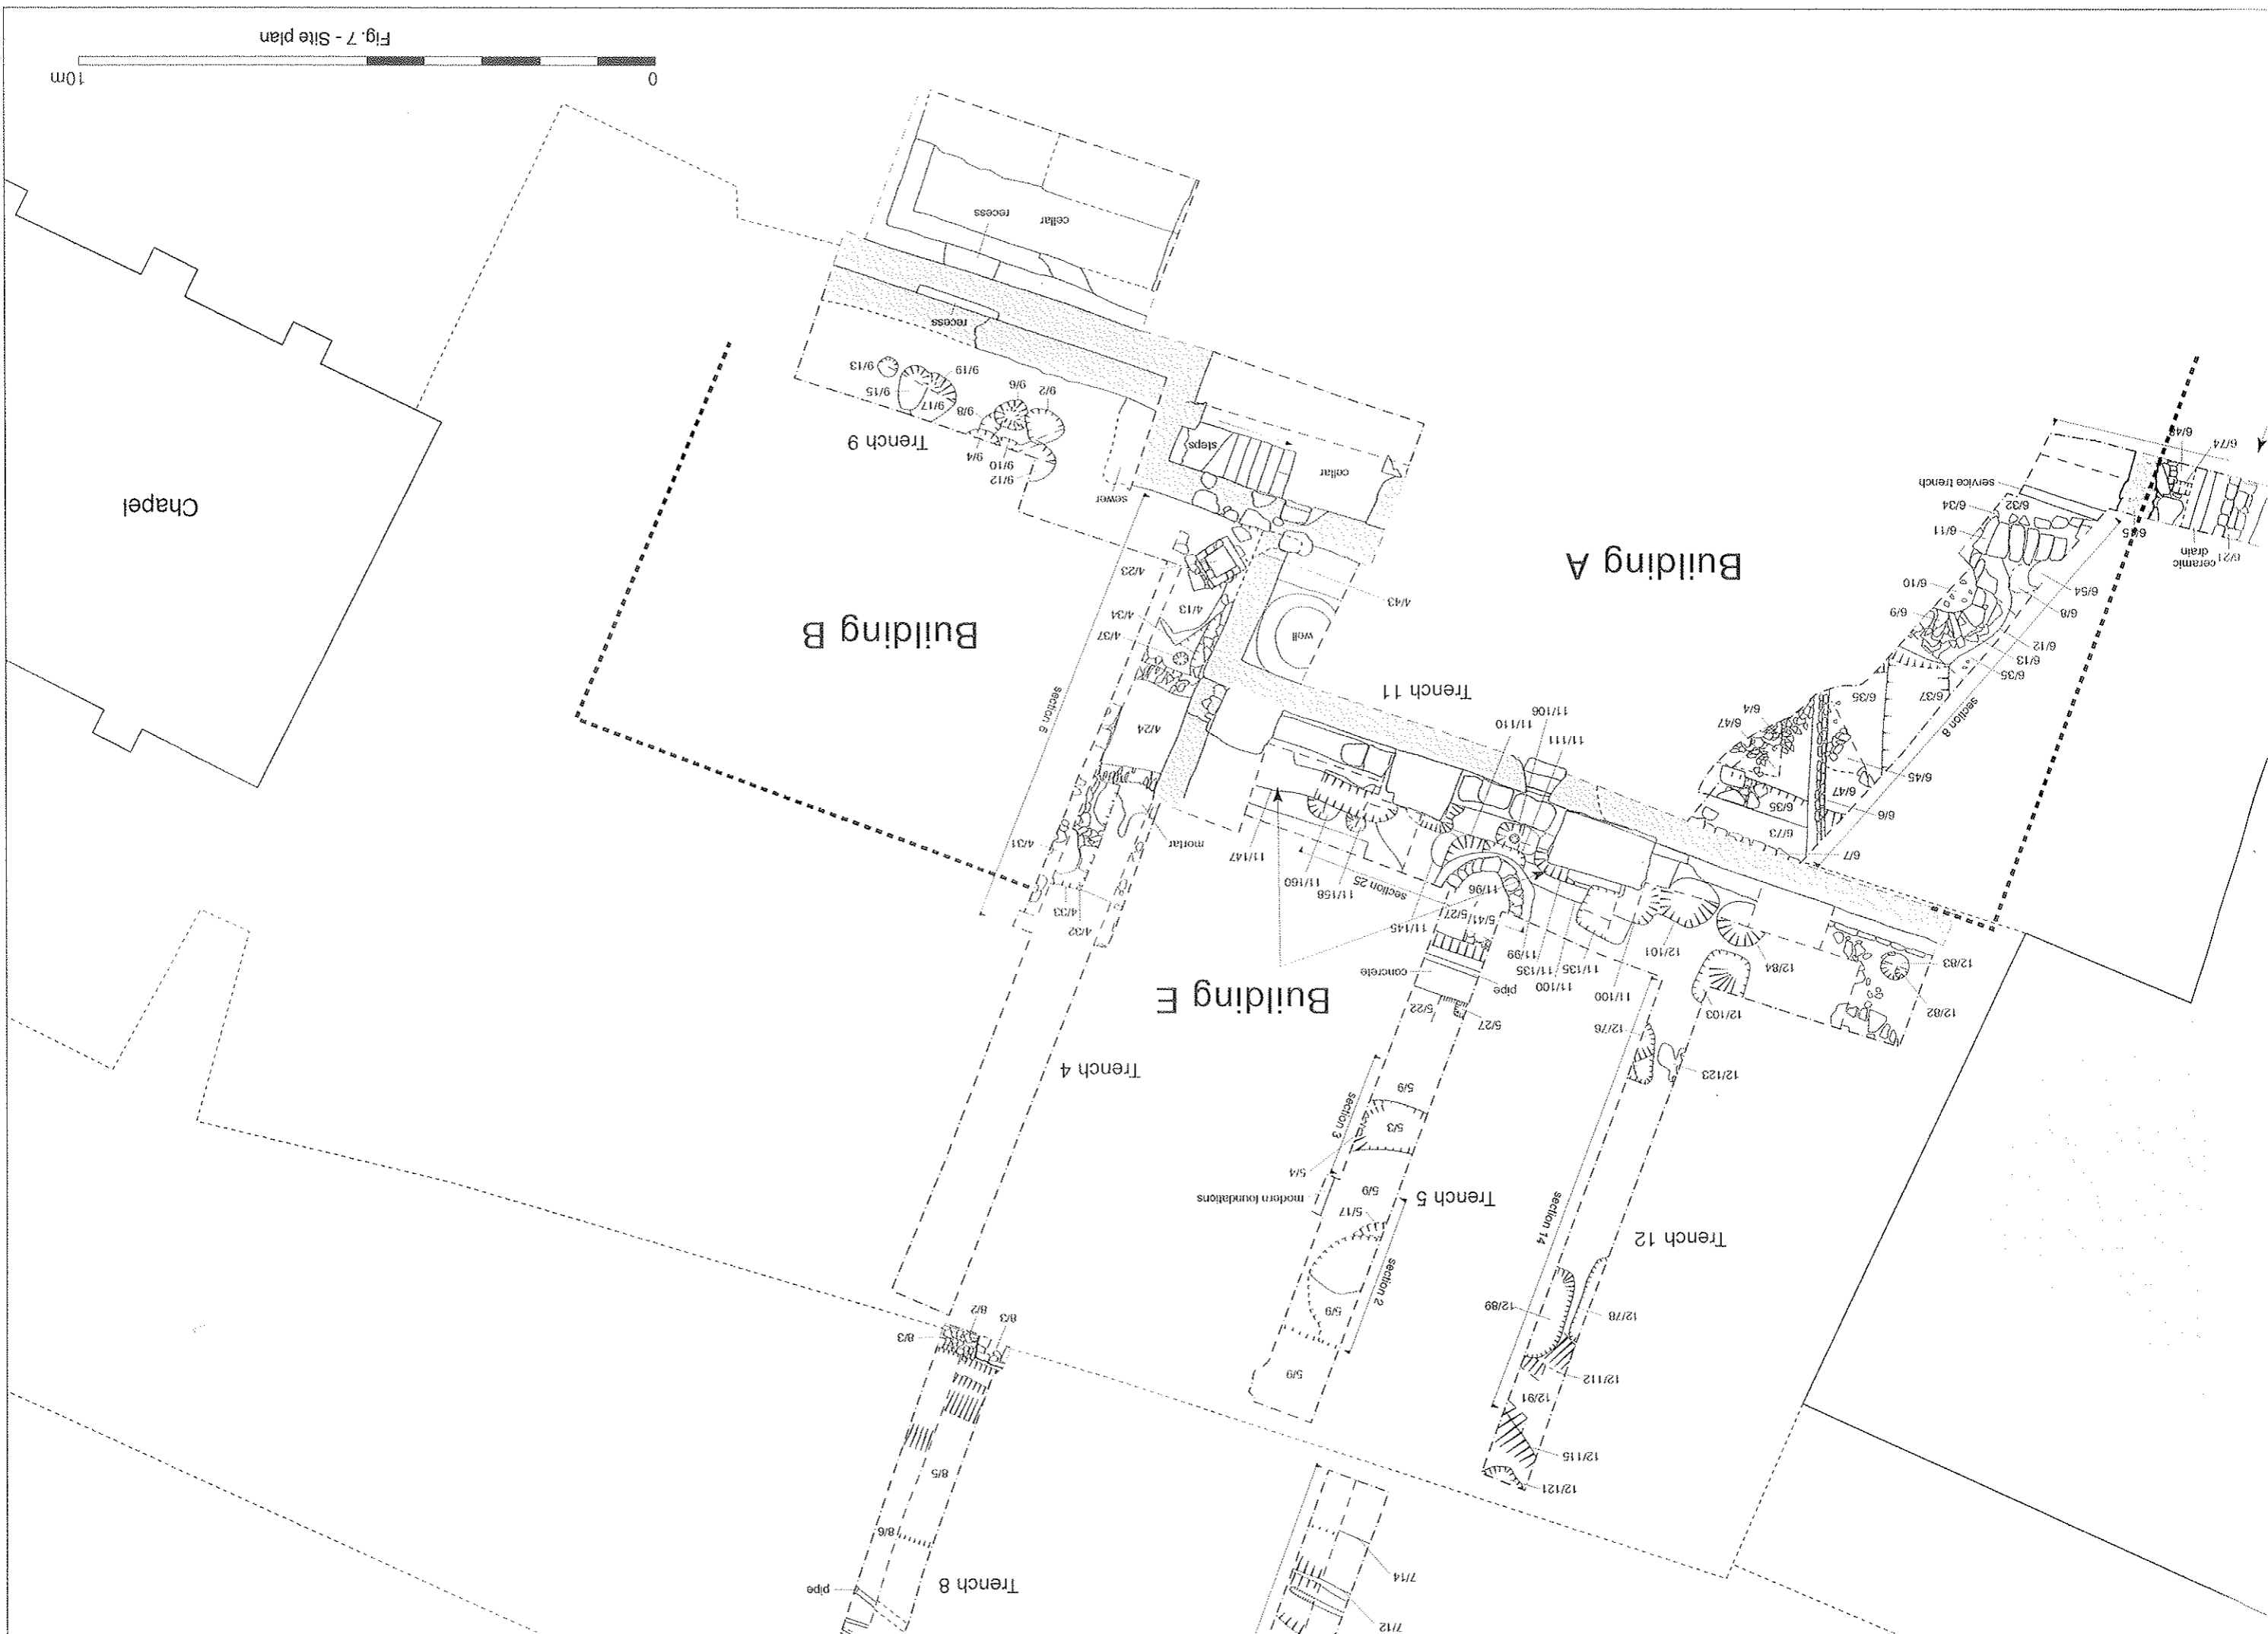 7/12
7/14
Trench 8
pipe
8/6
8/5
12/121
12/115
12/91
12/112
5/9
8/3
8/3
8/2
12/78
12/89
5/9
section 2
Trench 12
section 14
5/17
Trench 5
5/9
modern foundations
5/4
5/3
section 3
5/9
12/123
Trench 4
12/76
5/27
5/22
12/82
12/103
Building E
11/100
11/100
pipe
concrete
12/83
12/84
12/101
11/135
11/135
11/99
5/41
5/27
11/145
4/32
4/33
11/96
section 25
11/158
11/160
11/147
mortar
4/31
6/7
6/73
6/6
6/35
6/47
6/45
6/47
6/4
11/111
11/106
11/110
Trench 11
4/24
section 6
section 8
6/37
6/35
6/35
6/13
6/12
6/9
6/10
6/8
6/54
well
4/37
4/34
4/13
4/43
4/23
Building B
Building A
Chapel
6/21
ceramic
drain
6/11
6/34
6/32
service trench
6/74
cellar
steps
sewer
9/12
9/10
9/4
Trench 9
9/8
9/2
9/6
9/17
9/19
9/15
9/13
recess
cellar
recess
0
10m
Fig. 7 - Site plan